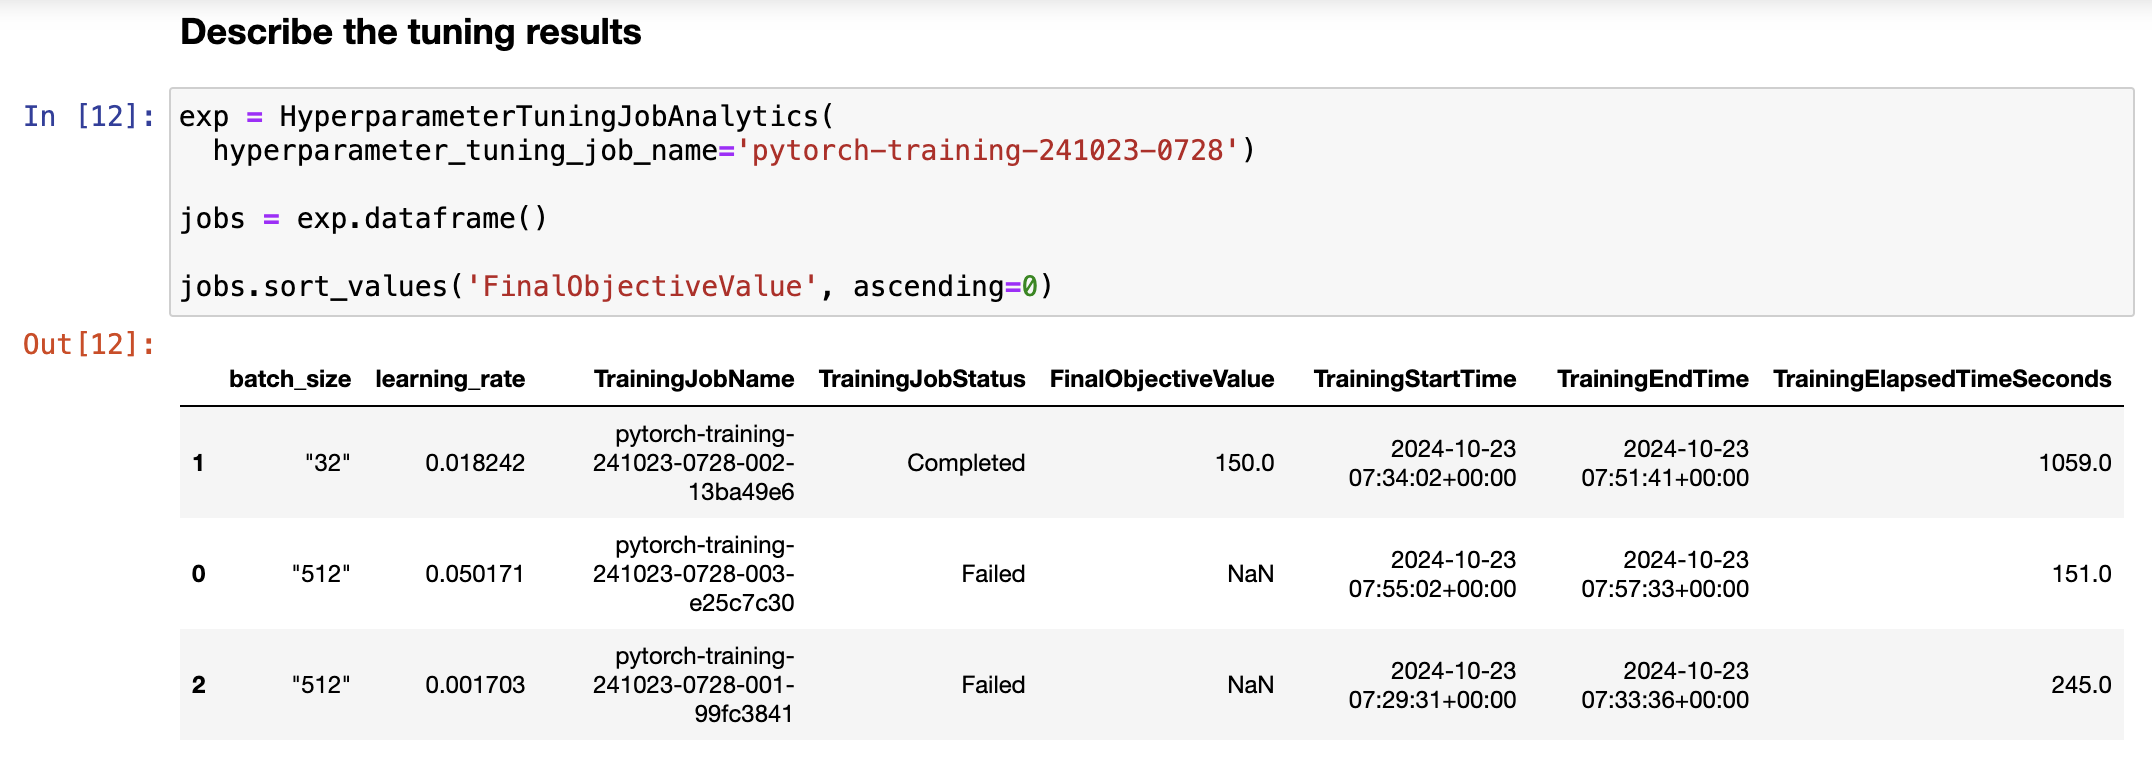 Describe the tuning results
In [12]:
exp = HyperparameterTuningJobAnalytics(
  hyperparameter_tuning_job_name='pytorch-training-241023-0728')
jobs = exp.dataframe()
jobs.sort_values('FinalObjectiveValue', ascending=0)
Out[12]:
batch_size learning_rate TrainingJobName TrainingJobStatus FinalObjectiveValue TrainingStartTime TrainingEndTime TrainingElapsedTimeSeconds
1 "32" 0.018242 pytorch-training-241023-0728-002-13ba49e6 Completed 150.0 2024-10-23 07:34:02+00:00 2024-10-23 07:51:41+00:00 1059.0
0 "512" 0.050171 pytorch-training-241023-0728-003-e25c7c30 Failed NaN 2024-10-23 07:55:02+00:00 2024-10-23 07:57:33+00:00 151.0
2 "512" 0.001703 pytorch-training-241023-0728-001-99fc3841 Failed NaN 2024-10-23 07:29:31+00:00 2024-10-23 07:33:36+00:00 245.0